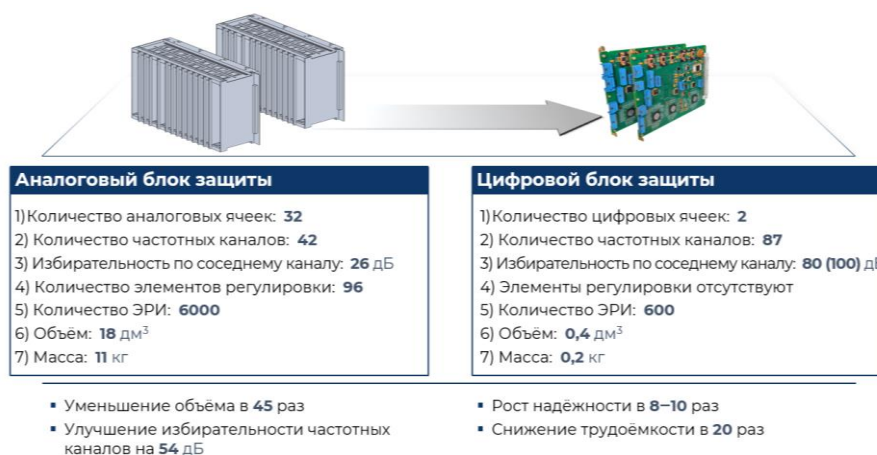 Аналоговый блок защиты
1)Количество аналоговых ячеек: 32
2) Количество частотных каналов: 42
3) Избирательность по соседнему каналу: 26 дБ
4) Количество элементов регулировки: 96
5) Количество ЭРИ: 6000
6) Объём: 18 дм³
7) Масса: 11 кг
Цифровой блок защиты
1)Количество цифровых ячеек: 2
2) Количество частотных каналов: 87
3) Избирательность по соседнему каналу: 80 (100) дБ
4) Элементы регулировки отсутствуют
5) Количество ЭРИ: 600
6) Объём: 0,4 дм³
7) Масса: 0,2 кг
▪ Уменьшение объёма в 45 раз
▪ Улучшение избирательности частотных
каналов на 54 дБ
▪ Рост надёжности в 8–10 раз
▪ Снижение трудоёмкости в 20 раз